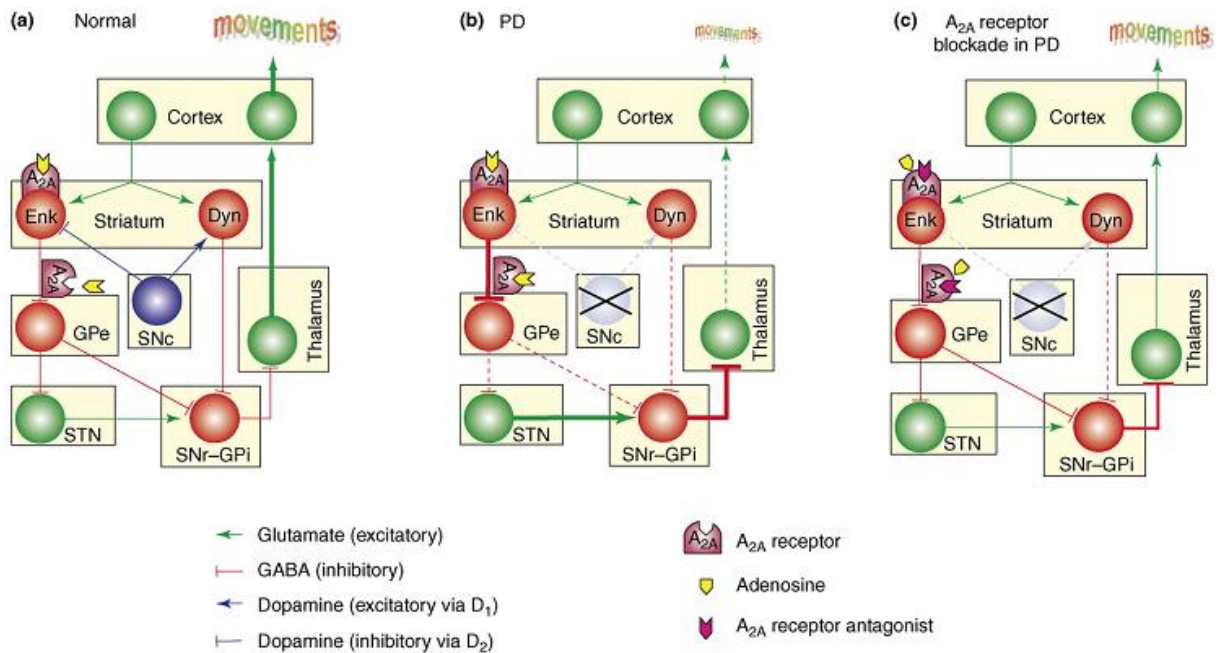 (a) Normal
movements
Cortex
A2A
Enk
Striatum
Dyn
A2A
GPe
SNc
Thalamus
STN
SNr–GPi
(b) PD
movements
Cortex
A2A
Enk
Striatum
Dyn
A2A
GPe
SNc
Thalamus
STN
SNr–GPi
(c) A2A receptor
blockade in PD
movements
Cortex
A2A
Enk
Striatum
Dyn
A2A
GPe
SNc
Thalamus
STN
SNr–GPi
Glutamate (excitatory)
GABA (inhibitory)
Dopamine (excitatory via D1)
Dopamine (inhibitory via D2)
A2A A2A receptor
Adenosine
A2A receptor antagonist